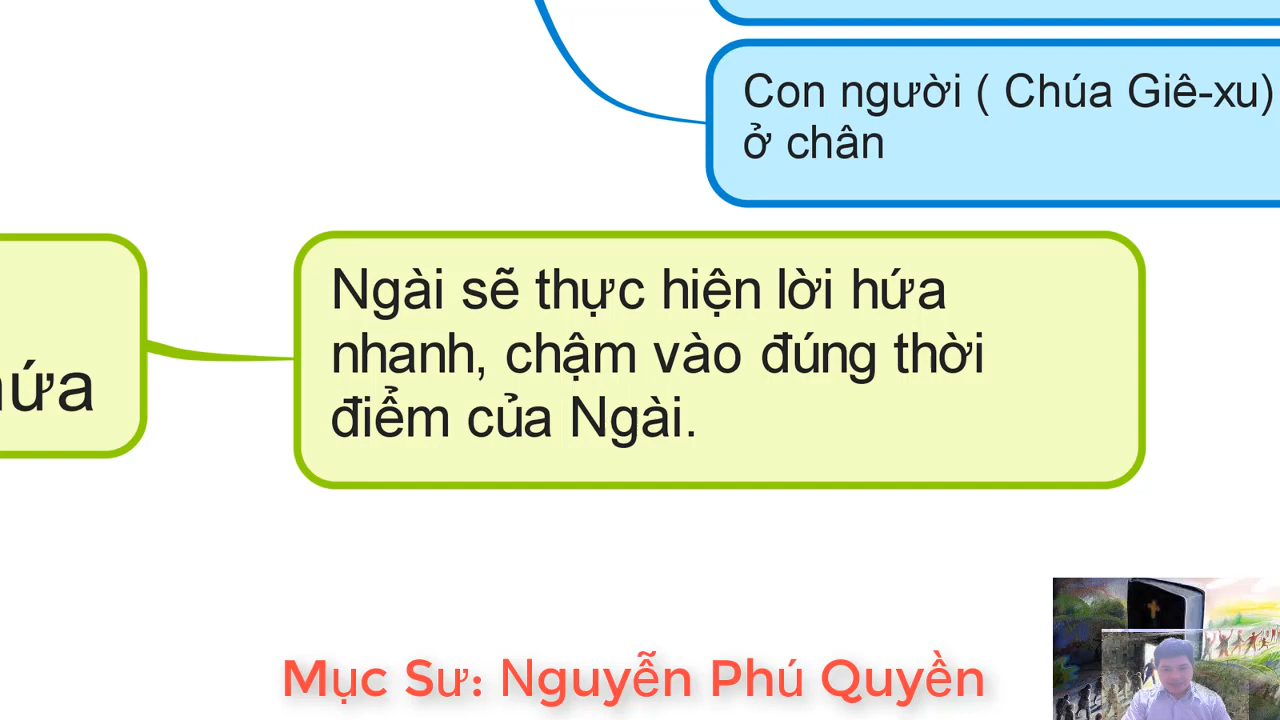 Con người ( Chúa Giê-xu)
ở chân
Ngài sẽ thực hiện lời hứa
nhanh, chậm vào đúng thời
điểm của Ngài.
hứa
Mục Sư: Nguyễn Phú Quyền